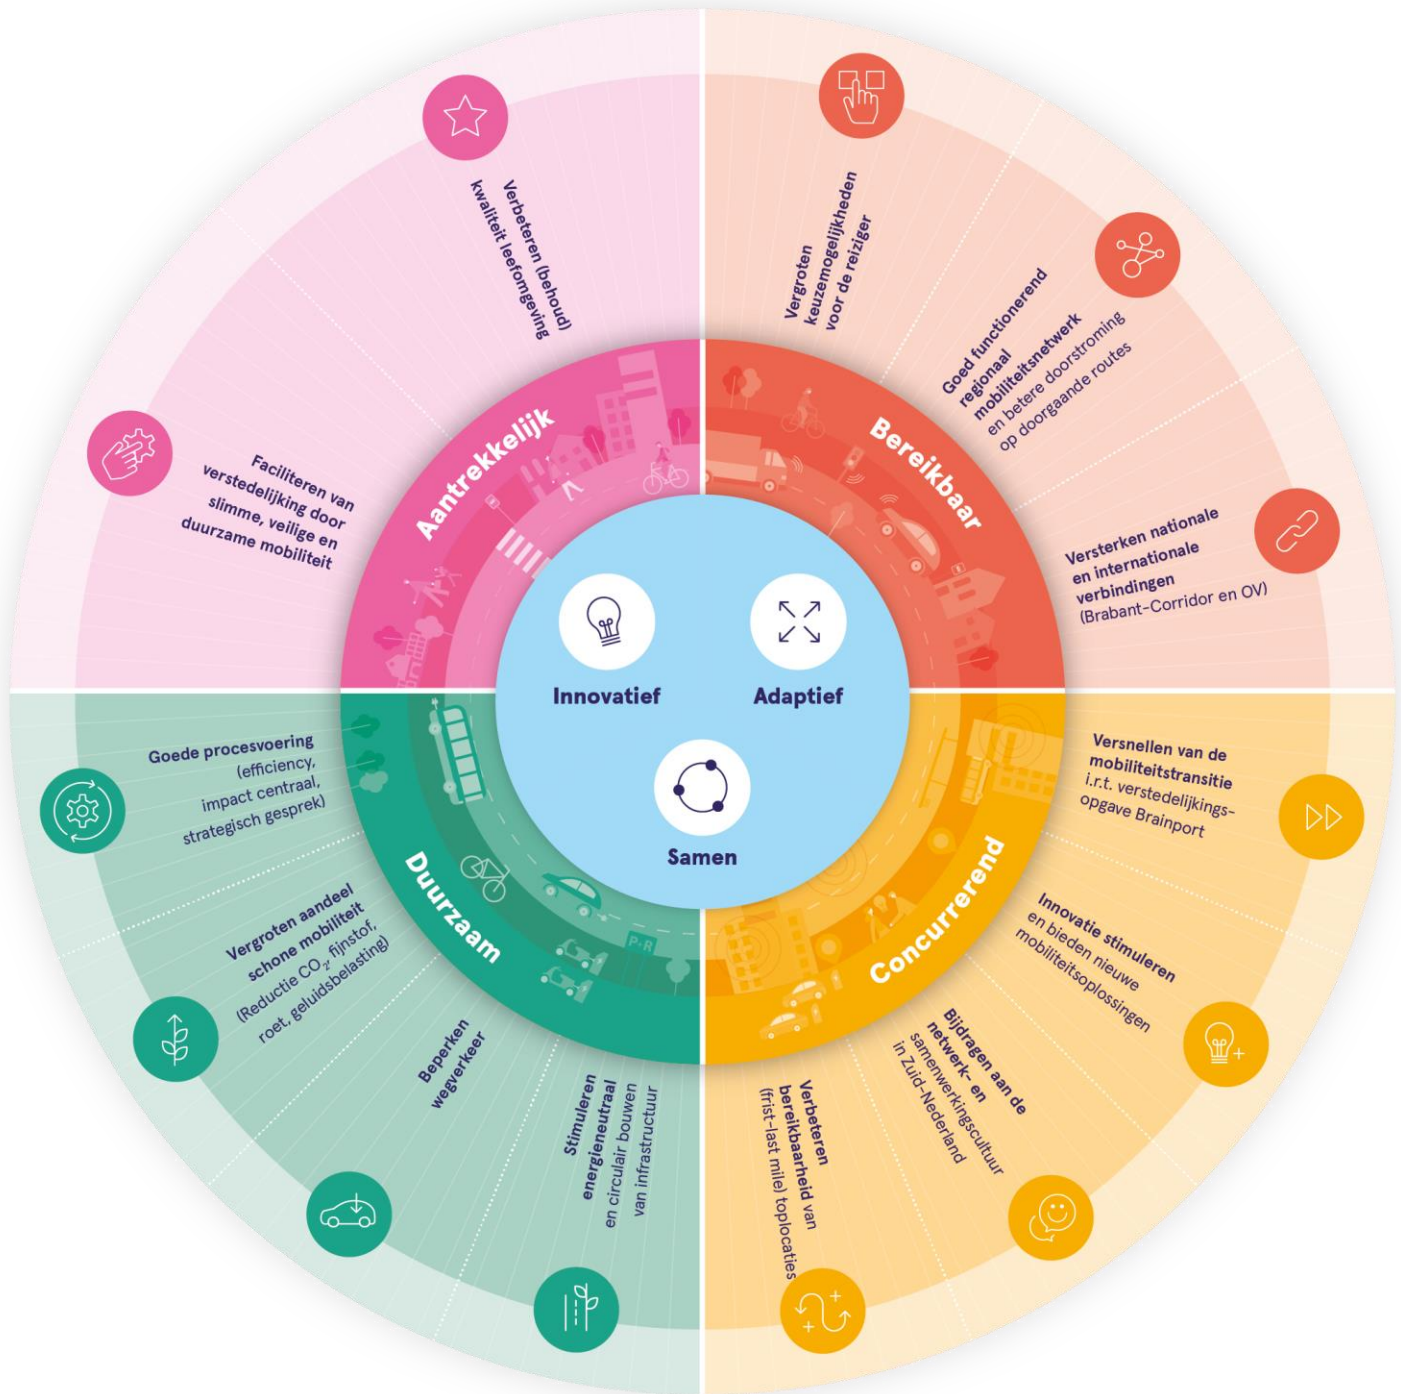 Verbeteren (behoud)
kwaliteit leefomgeving
Faciliteren van
verstedelijking door
slimme, veilige en
duurzame mobiliteit
Aantrekkelijk
Vergroten
keuzemogelijkheden
voor de reiziger
Goed functionerend
regionaal
mobiliteitsnetwerk
en betere doorstroming
op doorgaande routes
Versterken nationale
en internationale
verbindingen
(Brabant-Corridor en OV)
Bereikbaar
Innovatief
Adaptief
Samen
Versnellen van de
mobiliteitstransitie
i.r.t. verstedelijkings-
opgave Brainport
Innovatie stimuleren
en bieden nieuwe
mobiliteitsoplossingen
Bijdragen aan de
netwerk- en
samenwerkingscultuur
in Zuid-Nederland
Verbeteren
bereikbaarheid van
(frist-last mile) toplocaties
Concurrerend
Goede procesvoering
(efficiency,
impact centraal,
strategisch gesprek)
Vergroten aandeel
schone mobiliteit
(Reductie CO₂, fijnstof,
roet, geluidsbelasting)
Beperken
wegverkeer
Stimuleren
energieneutraal
en circulair bouwen
van infrastructuur
Duurzaam
P+R